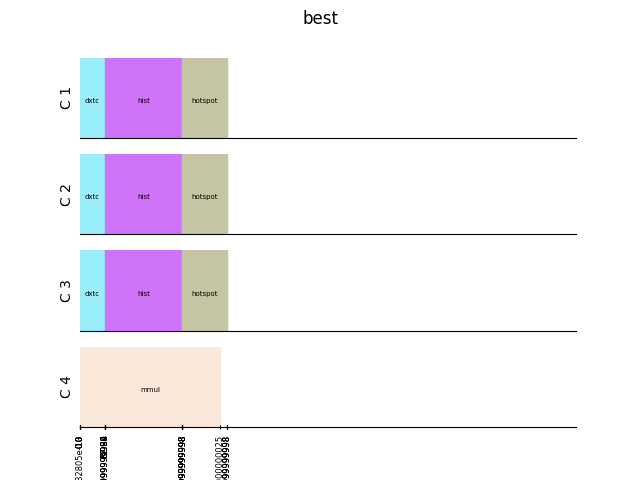 best
C 1
dxtc
hist
hotspot
C 2
dxtc
hist
hotspot
C 3
dxtc
hist
hotspot
C 4
mmul